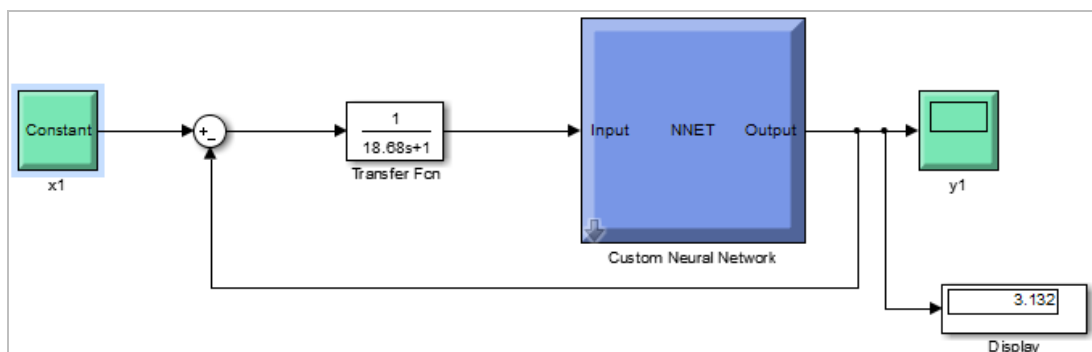 Constant
x1
+
-
1
18.68s+1
Transfer Fcn
Input NNET Output
Custom Neural Network
y1
3.132
Display